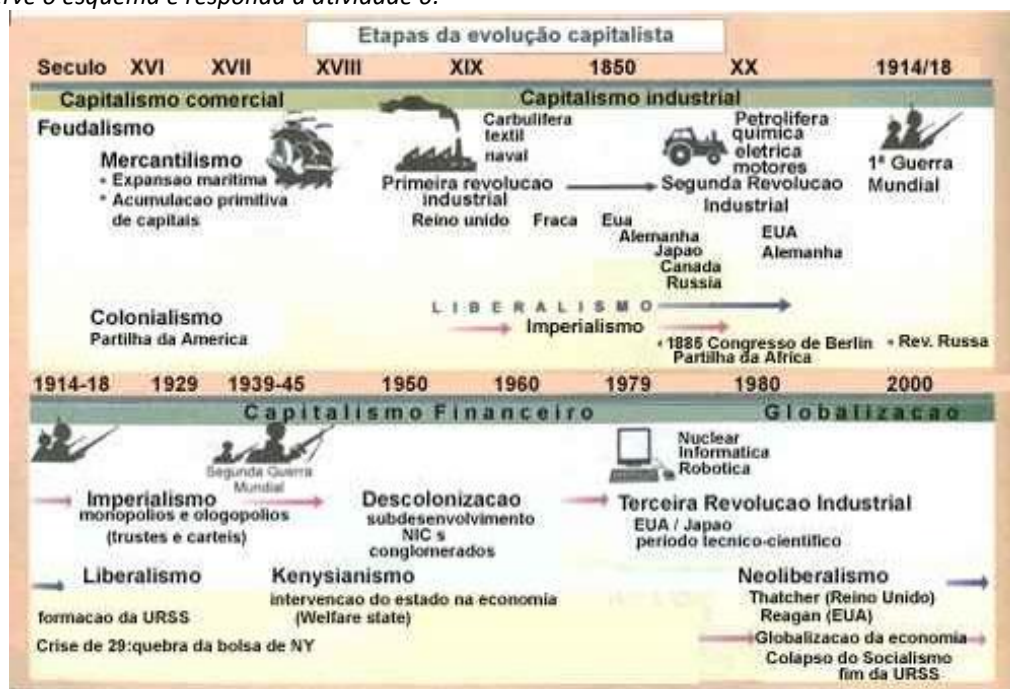 rve o esquema e responda a atividade 6.
Etapas da evolução capitalista
Seculo XVI XVII XVIII XIX 1850 XX 1914/18
Capitalismo comercial Capitalismo industrial
Feudalismo
Mercantilismo
• Expansao maritima
• Acumulacao primitiva
de capitais
Carbulifera
textil
naval
Primeira revolucao
industrial
Petrolifera
quimica
eletrica
motores
Segunda Revolucao
Industrial
1ª Guerra
Mundial
Reino unido Fraca Eua
Alemanha
Japao
Canada
Russia
EUA
Alemanha
Colonialismo
Partilha da America
LIBERALISMO
Imperialismo
• 1885 Congresso de Berlin
Partilha da Africa
• Rev. Russa
1914-18 1929 1939-45 1950 1960 1979 1980 2000
Capitalismo Financeiro Globalizacao
Segunda Guerra
Mundial
Nuclear
Informatica
Robotica
Imperialismo
monopolios e ologopolios
(trustes e carteis)
Descolonizacao
subdesenvolvimento
NIC s
conglomerados
Terceira Revolucao Industrial
EUA / Japao
periodo tecnico-cientifico
Liberalismo
formacao da URSS
Crise de 29:quebra da bolsa de NY
Kenysianismo
intervencao do estado na economia
(Welfare state)
Neoliberalismo
Thatcher (Reino Unido)
Reagan (EUA)
Globalizacao da economia
Colapso do Socialismo
fim da URSS